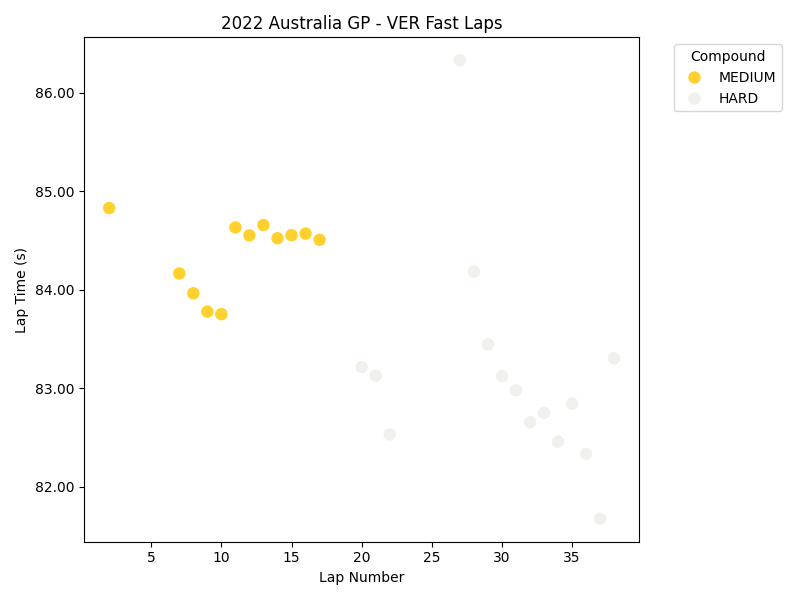 2022 Australia GP - VER Fast Laps
Compound
MEDIUM
HARD
Lap Time (s)
86.00
85.00
84.00
83.00
82.00
5 10 15 20 25 30 35
Lap Number